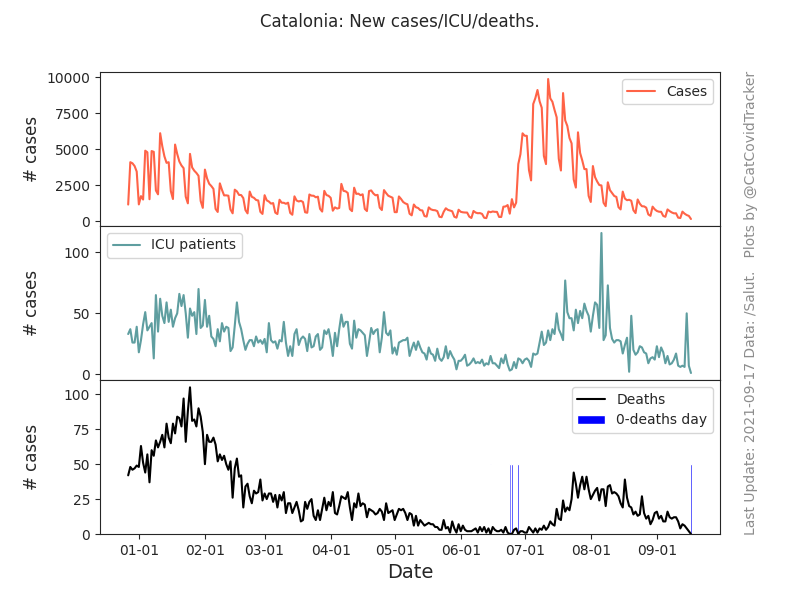 Catalonia: New cases/ICU/deaths.
10000
7500
5000
2500
0
# cases
Cases
100
50
0
# cases
ICU patients
100
75
50
25
0
# cases
Deaths
0-deaths day
01-01 02-01 03-01 04-01 05-01 06-01 07-01 08-01 09-01
Date
Last Update: 2021-09-17 Data: /Salut. Plots by @CatCovidTracker